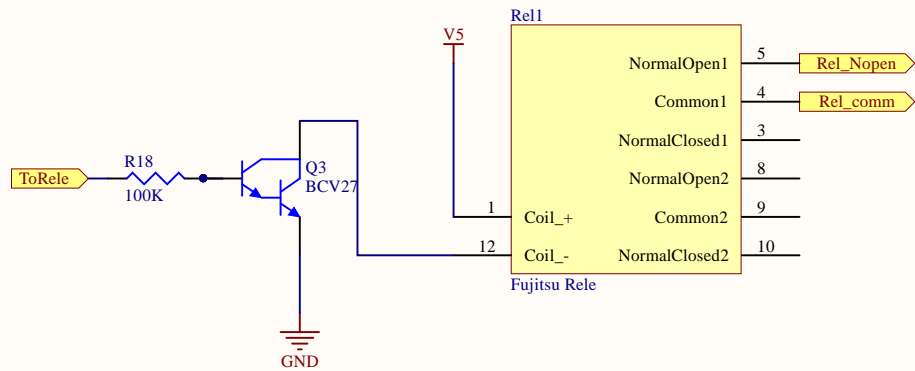 Rel1
V5
NormalOpen1
5
Rel_Nopen
Common1
4
Rel_comm
NormalClosed1
3
R18
ToRele
100K
Q3
BCV27
NormalOpen2
8
1
Coil_+
Common2
9
12
Coil_-
NormalClosed2
10
Fujitsu Rele
GND